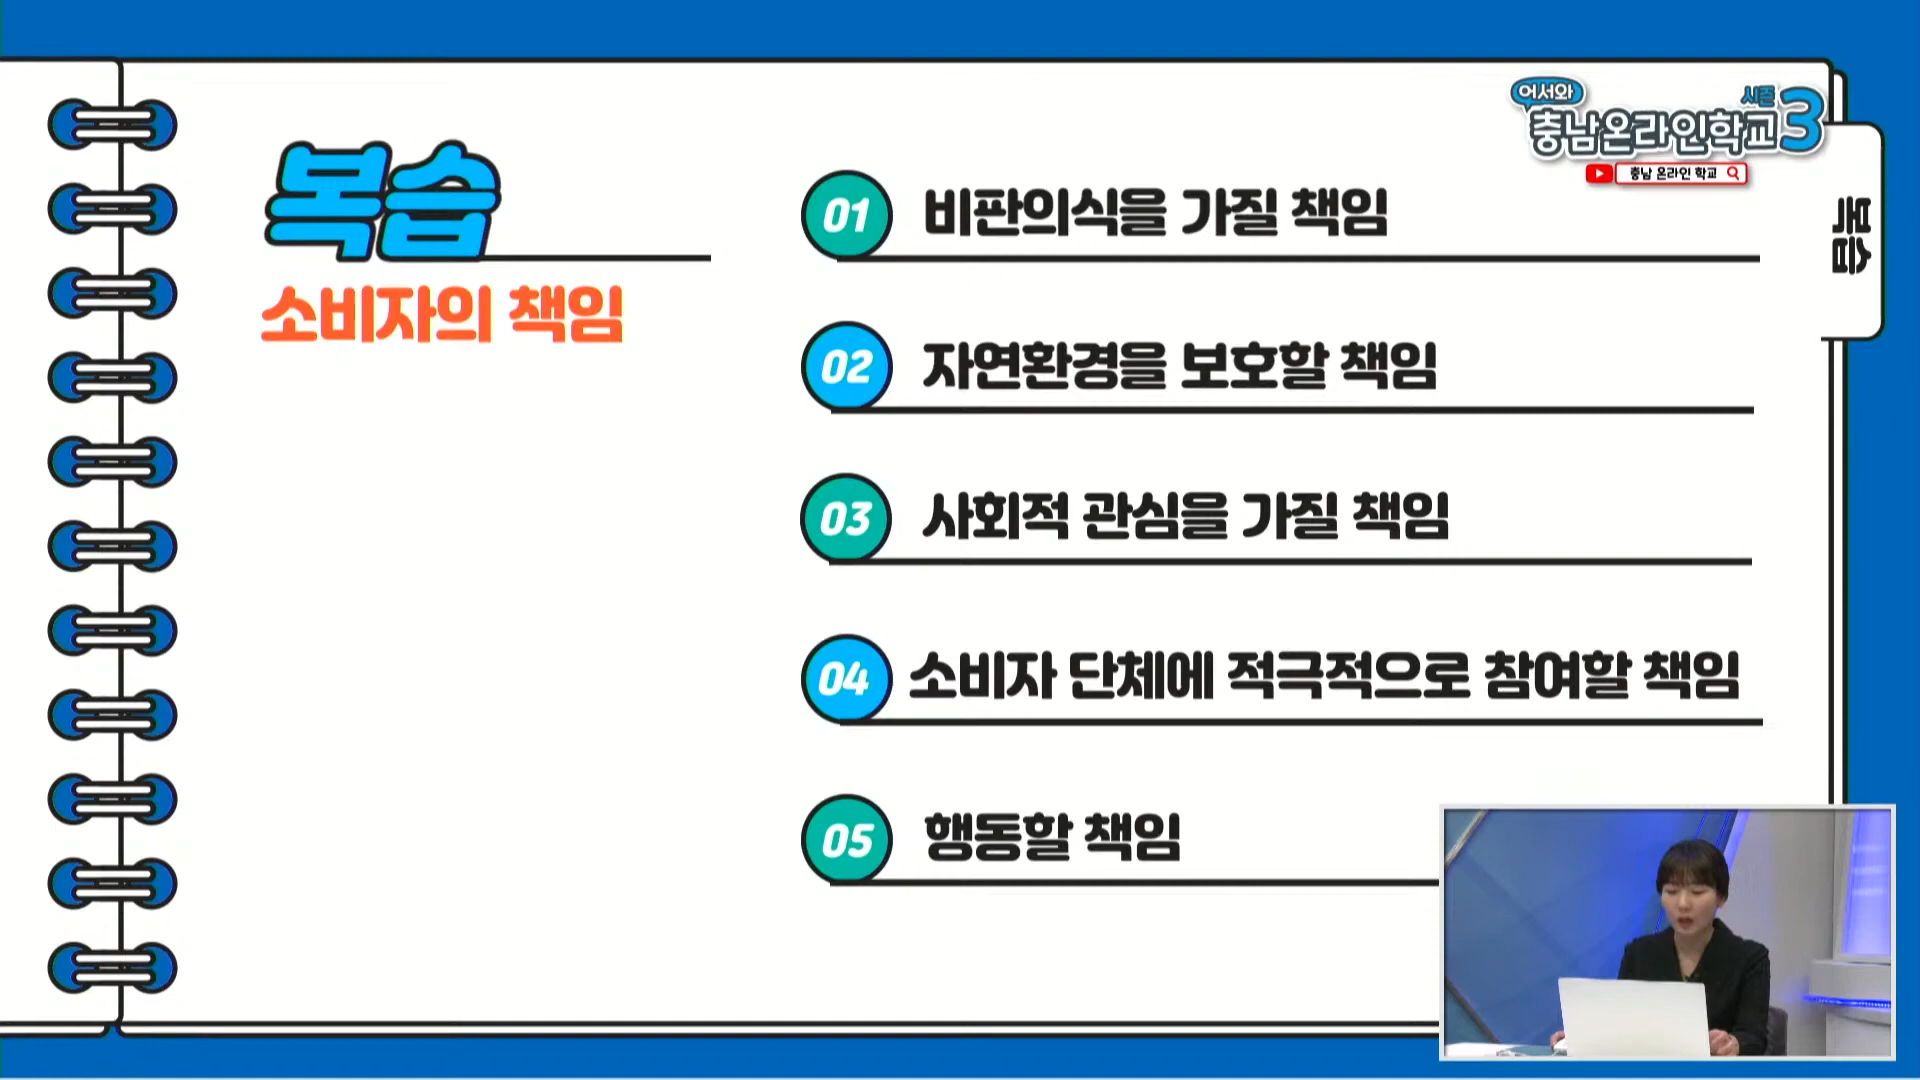 어서와
시즌3
충남온라인학교
충남 온라인 학교
복습
복습
소비자의 책임
01 비판의식을 가질 책임
02 자연환경을 보호할 책임
03 사회적 관심을 가질 책임
04 소비자 단체에 적극적으로 참여할 책임
05 행동할 책임